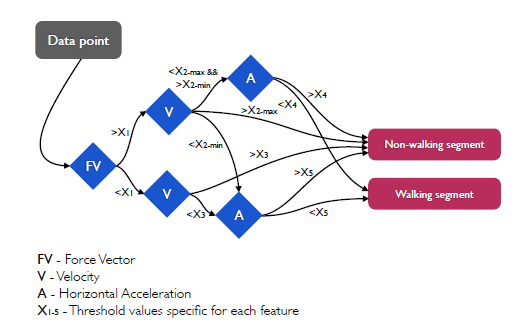 Data point
<X2-max &&
>X2-min
A
>X4
<X4
>X1
V
>X2-max
<X2-min
Non-walking segment
>X3
FV
>X5
<X1
V
Walking segment
<X3
A
<X5
FV - Force Vector
V - Velocity
A - Horizontal Acceleration
X1-5 - Threshold values specific for each feature